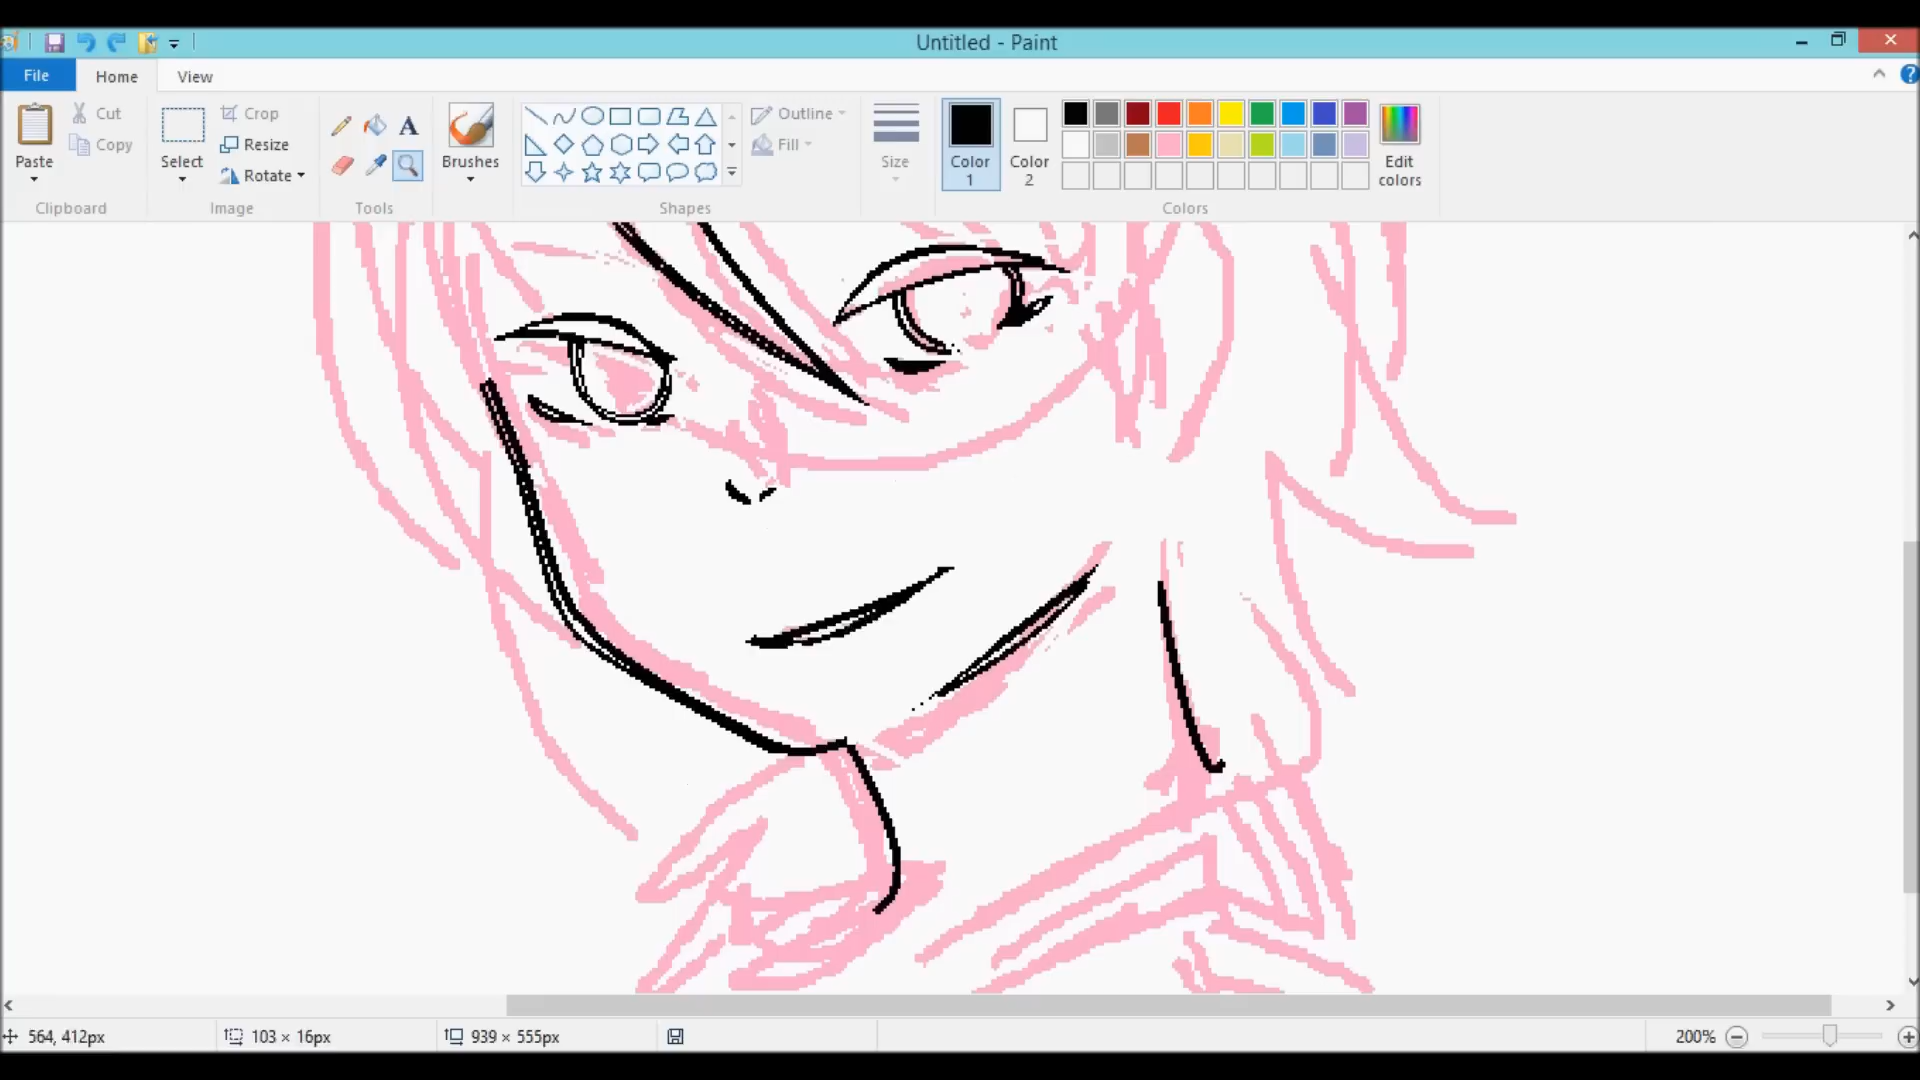 Untitled - Paint
File Home View
Paste
Cut
Copy
Clipboard
Select
Crop
Resize
Rotate
Image
A
Tools
Brushes
Shapes
Outline
Fill
Size
Color 1
Color 2
Edit colors
Colors
564, 412px
103 × 16px
939 × 555px
200%